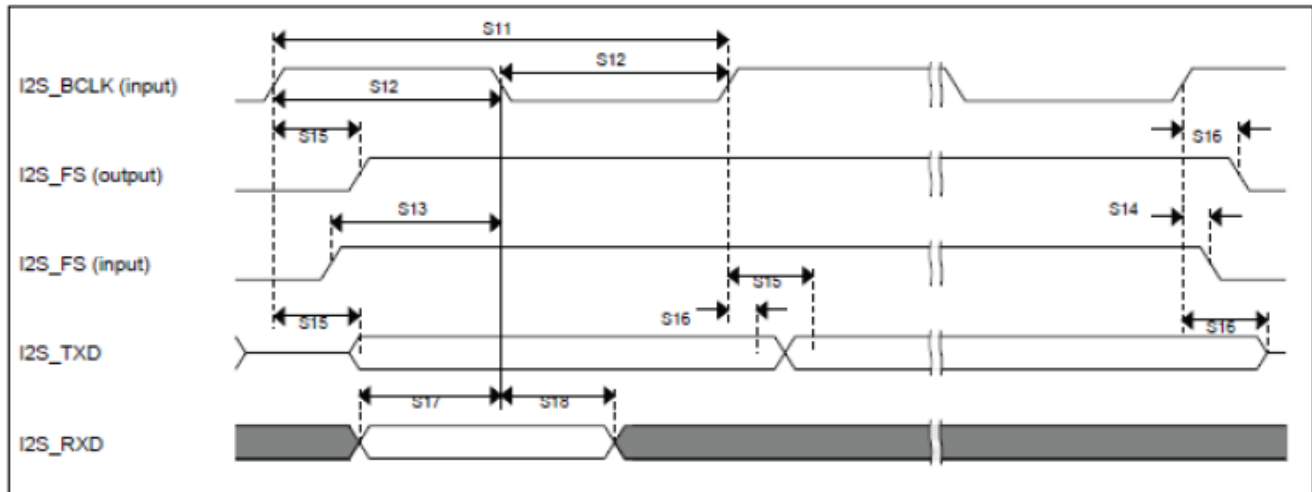 S11
I2S_BCLK (input)
S12
S12
S15
S16
I2S_FS (output)
S13
S14
I2S_FS (input)
S15
S15
S16
S16
I2S_TXD
S17
S18
I2S_RXD